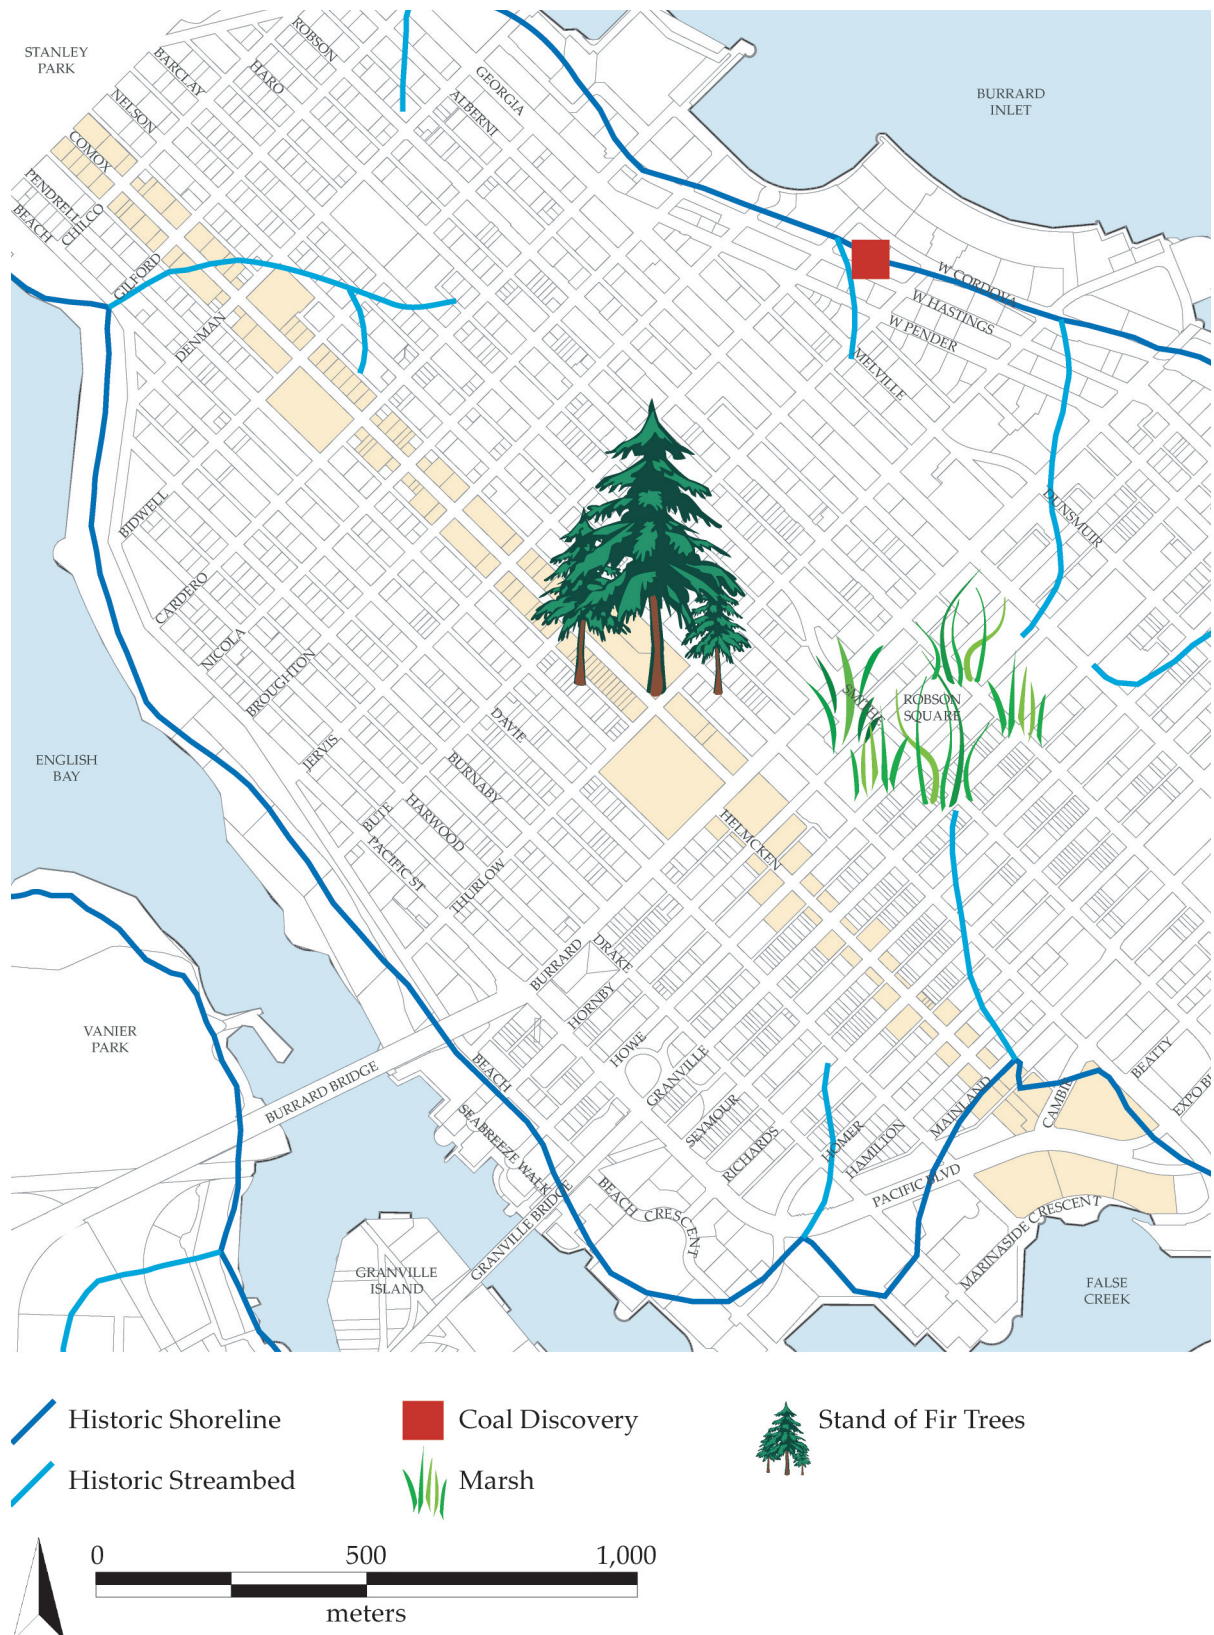 STANLEY
PARK
ROBSON
BARCLAY
HARO
NELSON
COMOX
PENDRELL
BEACH
CHILCO
GEORGIA
ALBERNI
BURRARD
INLET
GILFORD
DENMAN
W CORDOVA
W HASTINGS
W PENDER
MELVILLE
BIDWELL
DUNSMUIR
CARDERO
NICOLA
BROUGHTON
SMITHE
ROBSON
SQUARE
ENGLISH
BAY
JERVIS
DAVIE
BURNABY
BUTE
HARWOOD
PACIFIC ST
THURLOW
HELMCKEN
BURRARD
DRAKE
HORNBY
HOWE
GRANVILLE
VANIER
PARK
BURRARD BRIDGE
BEACH
SEABREEZE WALK
SEYMOUR
RICHARDS
HOMER
HAMILTON
MAINLAND
CAMBIE
BEATTY
EXPO BL
PACIFIC BLVD
GRANVILLE BRIDGE
BEACH CRESCENT
MARINASIDE CRESCENT
GRANVILLE
ISLAND
FALSE
CREEK
Historic Shoreline
Coal Discovery
Stand of Fir Trees
Historic Streambed
Marsh
0 500 1,000
meters